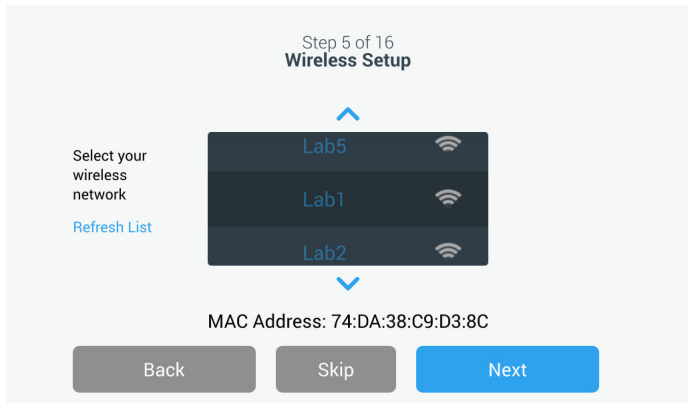 Step 5 of 16
Wireless Setup
Select your
wireless
network
Refresh List
Lab5
Lab1
Lab2
MAC Address: 74:DA:38:C9:D3:8C
Back
Skip
Next